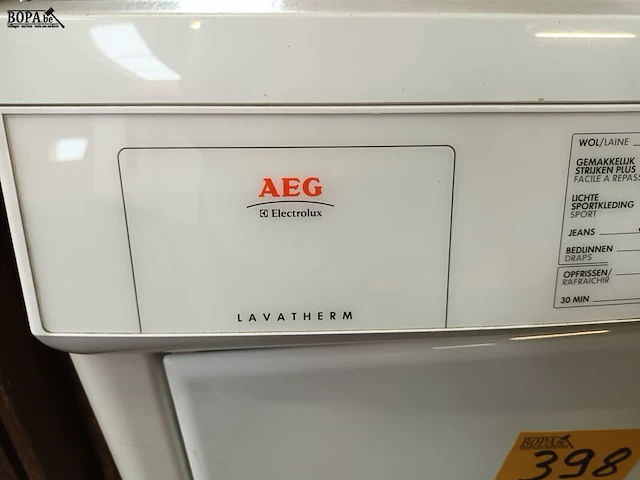 BOPA.be
AEG
Electrolux
LAVATHERM
WOL/LAINE
GEMAKKELIJK
STRIJKEN PLUS
FACILE A REPASS
LICHTE
SPORTKLEDING
SPORT
JEANS
BEDLINNEN
DRAPS
OPFRISSEN/
RAFRAICHIR
30 MIN
BOPA
398